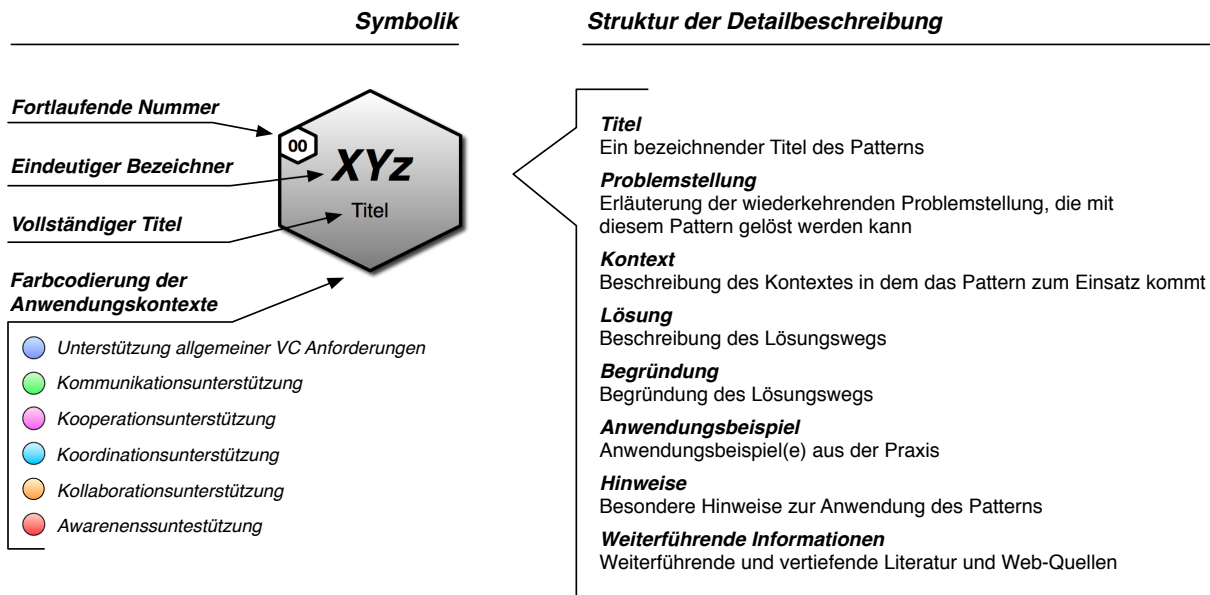 Symbolik
Fortlaufende Nummer
Eindeutiger Bezeichner
Vollständiger Titel
Farbcodierung der
Anwendungskontexte
00
XYz
Titel
Unterstützung allgemeiner VC Anforderungen
Kommunikationsunterstützung
Kooperationsunterstützung
Koordinationsunterstützung
Kollaborationsunterstützung
Awarenenssuntestützung
Struktur der Detailbeschreibung
Titel
Ein bezeichnender Titel des Patterns
Problemstellung
Erläuterung der wiederkehrenden Problemstellung, die mit
diesem Pattern gelöst werden kann
Kontext
Beschreibung des Kontextes in dem das Pattern zum Einsatz kommt
Lösung
Beschreibung des Lösungswegs
Begründung
Begründung des Lösungswegs
Anwendungsbeispiel
Anwendungsbeispiel(e) aus der Praxis
Hinweise
Besondere Hinweise zur Anwendung des Patterns
Weiterführende Informationen
Weiterführende und vertiefende Literatur und Web-Quellen